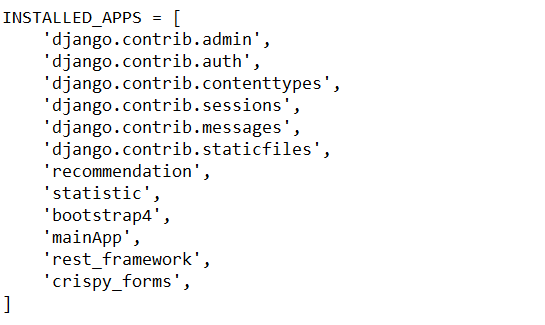 INSTALLED_APPS = [
    'django.contrib.admin',
    'django.contrib.auth',
    'django.contrib.contenttypes',
    'django.contrib.sessions',
    'django.contrib.messages',
    'django.contrib.staticfiles',
    'recommendation',
    'statistic',
    'bootstrap4',
    'mainApp',
    'rest_framework',
    'crispy_forms',
]